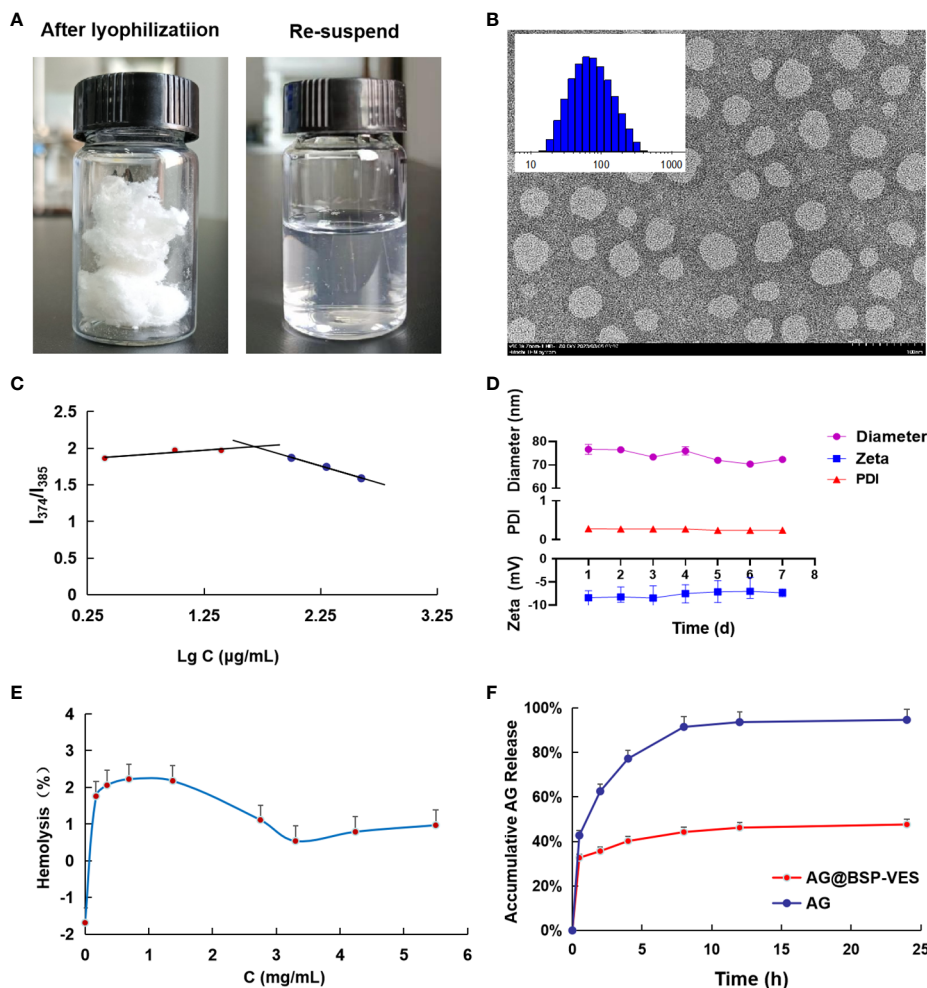 A
After lyophilizatiion
Re-suspend
B
10
100
1000
C
2.5
2
1.5
1
0.5
0
I374/I385
0.25
1.25
2.25
3.25
Lg C (μg/mL)
D
Diameter (nm)
80
70
60
PDI
1
0
Zeta (mV)
0
-5
-10
1 2 3 4 5 6 7 8
Time (d)
Diameter
Zeta
PDI
E
Hemolysis（%）
4
3
2
1
0
-1
-2
0 1 2 3 4 5 6
C (mg/mL)
F
Accumulative AG Release
100%
80%
60%
40%
20%
0%
0 5 10 15 20 25
Time (h)
AG@BSP-VES
AG